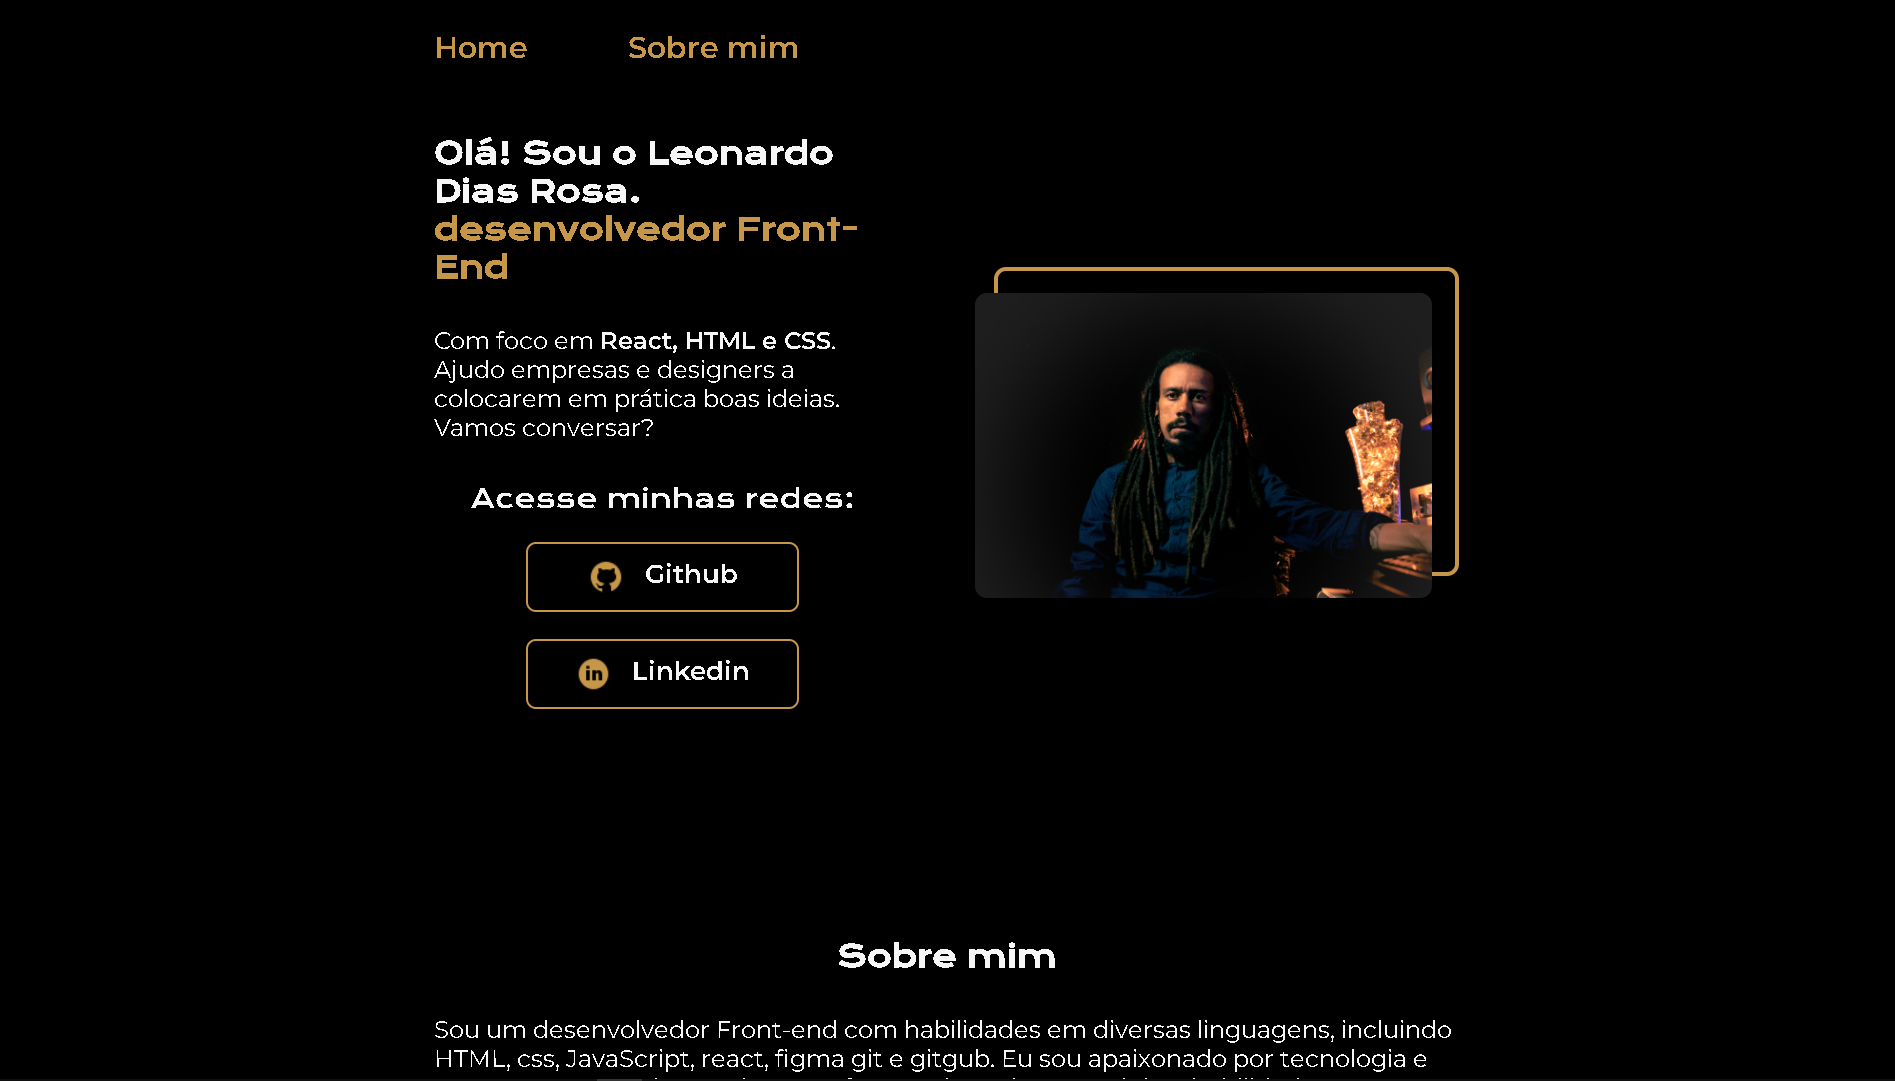 Home Sobre mim
Olá! Sou o Leonardo
Dias Rosa.
desenvolvedor Front-
End
Com foco em React, HTML e CSS.
Ajudo empresas e designers a
colocarem em prática boas ideias.
Vamos conversar?
Acesse minhas redes:
Github
in Linkedin
Sobre mim
Sou um desenvolvedor Front-end com habilidades em diversas linguagens, incluindo
HTML, css, JavaScript, react, figma git e gitgub. Eu sou apaixonado por tecnologia e